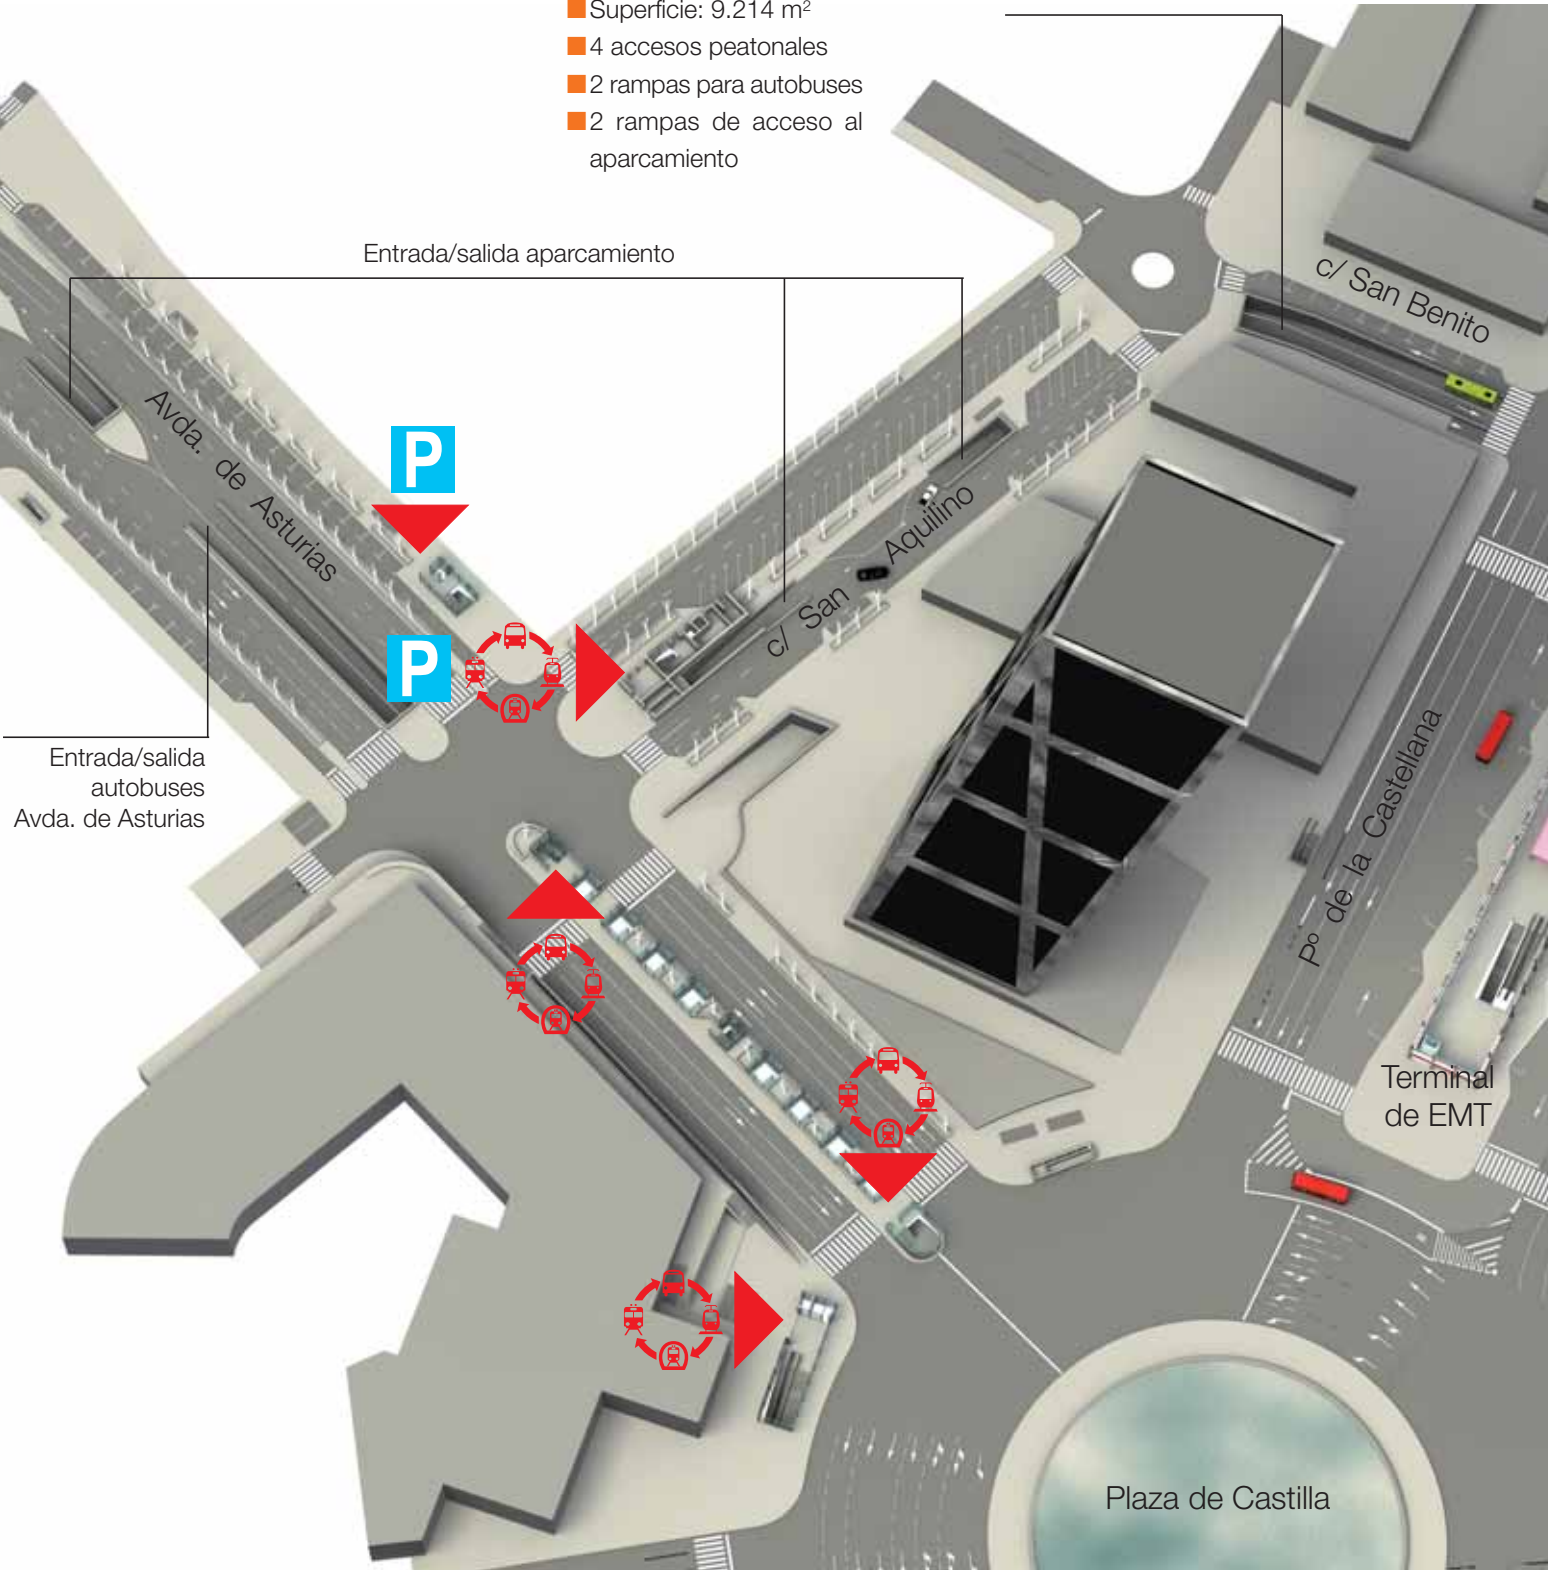 Superficie: 9.214 m²
4 accesos peatonales
2 rampas para autobuses
2 rampas de acceso al
aparcamiento
Entrada/salida aparcamiento
c/ San Benito
Avda. de Asturias
P
c/ San Aquilino
P
Entrada/salida
autobuses
Avda. de Asturias
Pº de la Castellana
Terminal
de EMT
Plaza de Castilla